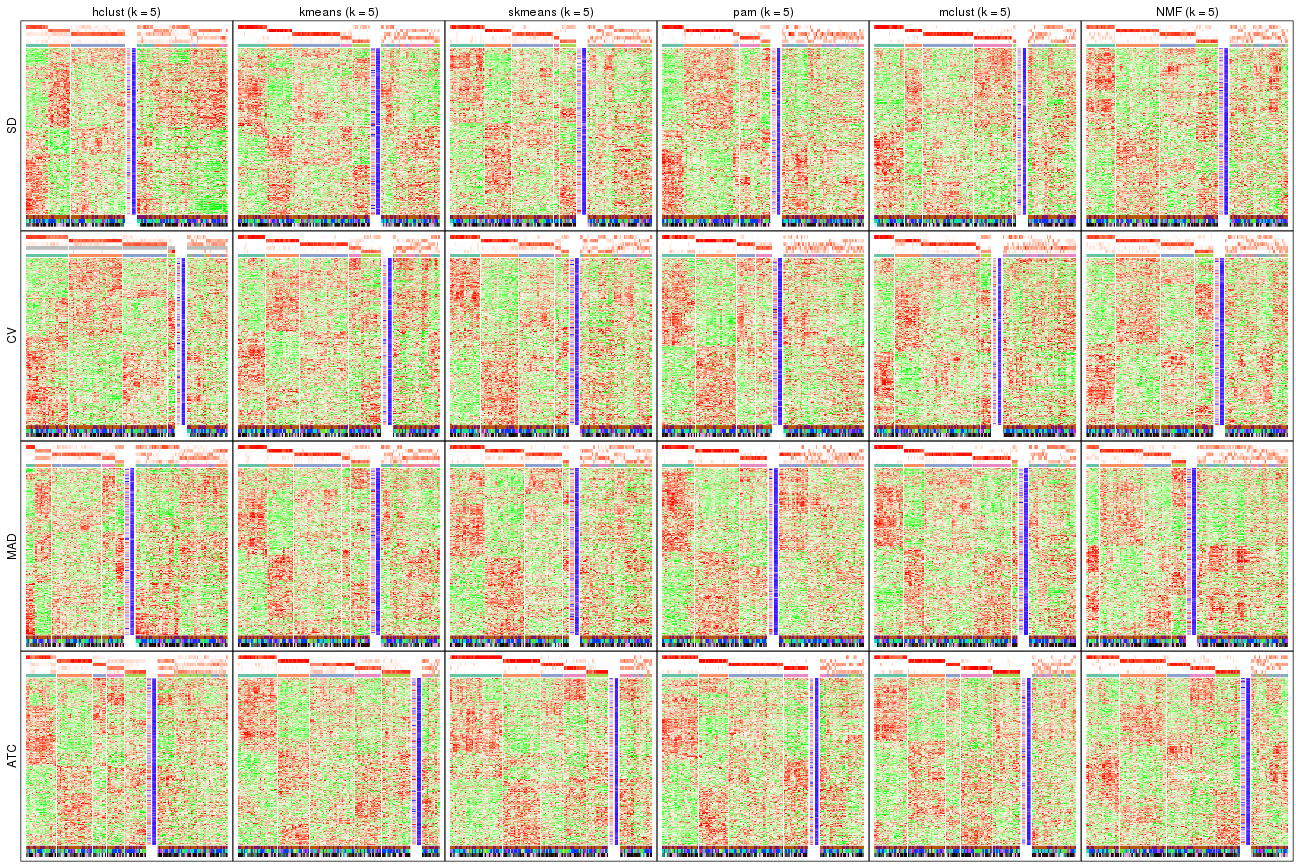 hclust (k = 5) kmeans (k = 5) skmeans (k = 5) pam (k = 5) mclust (k = 5) NMF (k = 5)
SD
CV
MAD
ATC